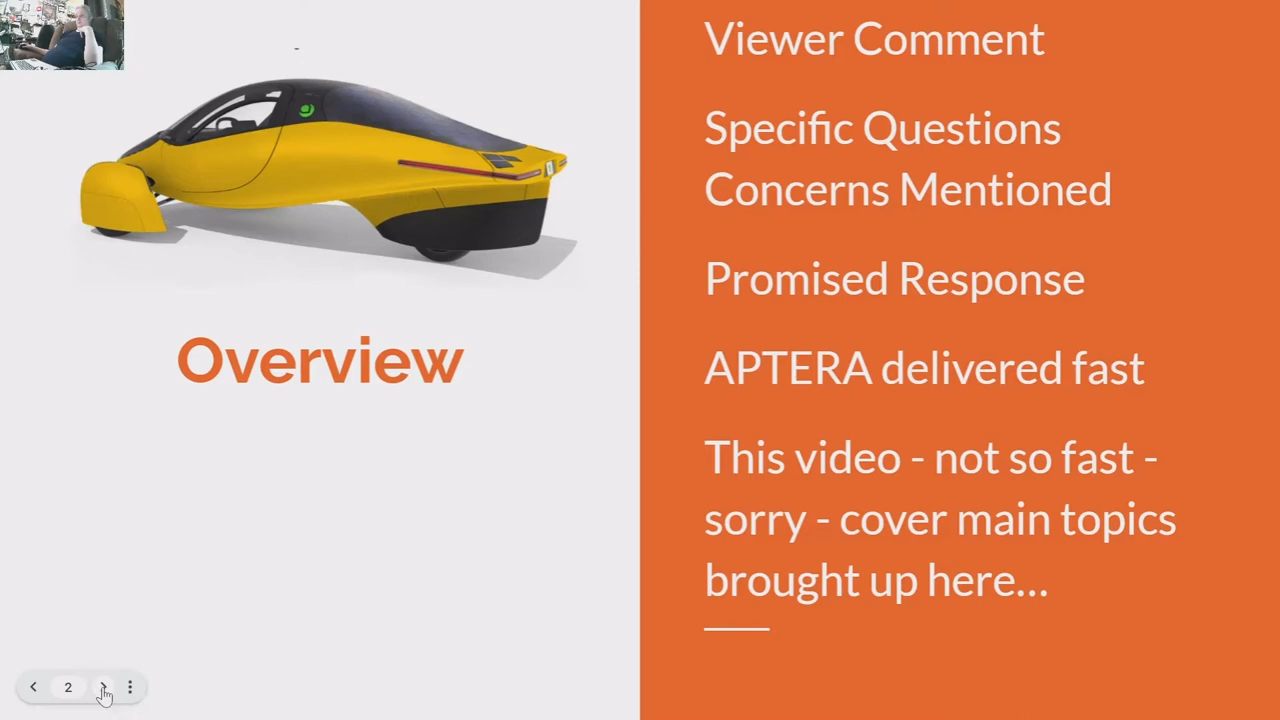 Overview
Viewer Comment
Specific Questions
Concerns Mentioned
Promised Response
APTERA delivered fast
This video - not so fast -
sorry - cover main topics
brought up here...
2